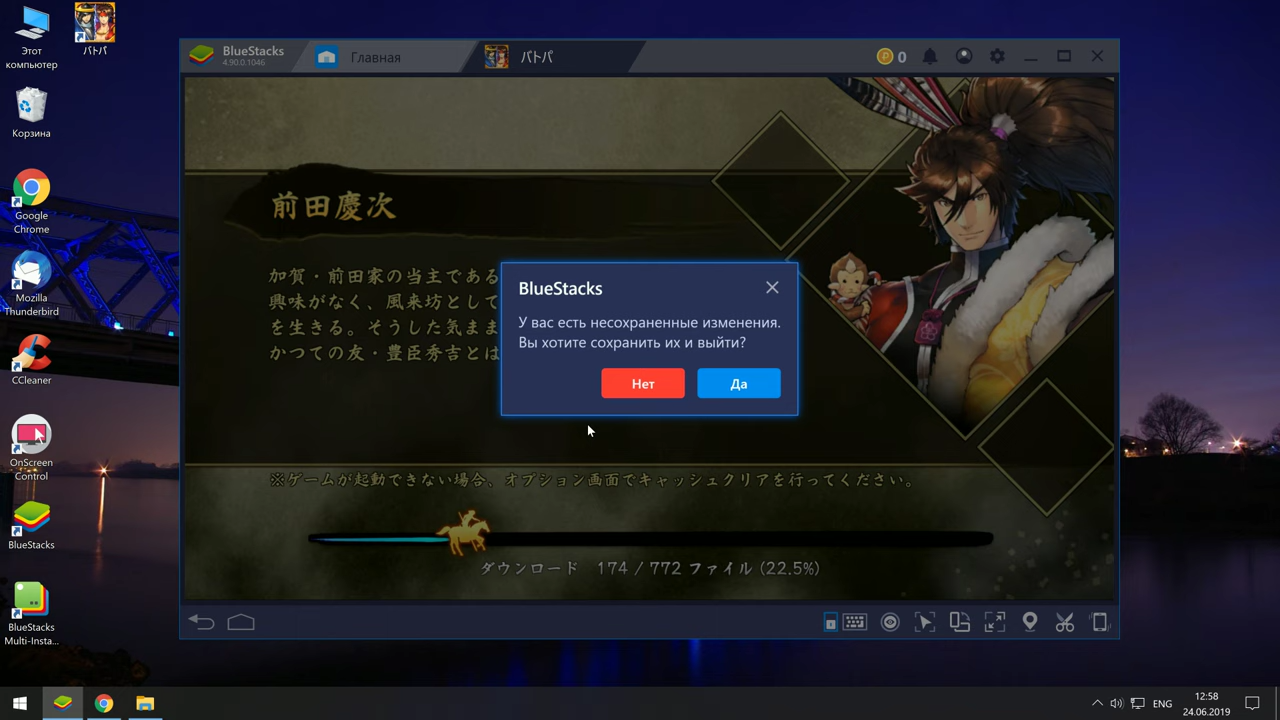 Этот
компьютер
バトパ
Корзина
Google
Chrome
Mozilla
Thunderbird
CCleaner
OnScreen
Control
BlueStacks
BlueStacks
Multi-Insta...
BlueStacks
4.90.0.1046
Главная
バトパ
0
前田慶次
加賀・前田家の当主である
興味がなく、風来坊として
を生きる。そうした気まま
かつての友・豊臣秀吉とは
BlueStacks
У вас есть несохраненные изменения.
Вы хотите сохранить их и выйти?
Нет
Да
※ゲームが起動できない場合、オプション画面でキャッシュクリアを行ってください。
ダウンロード 174 / 772 ファイル (22.5%)
ENG
12:58
24.06.2019